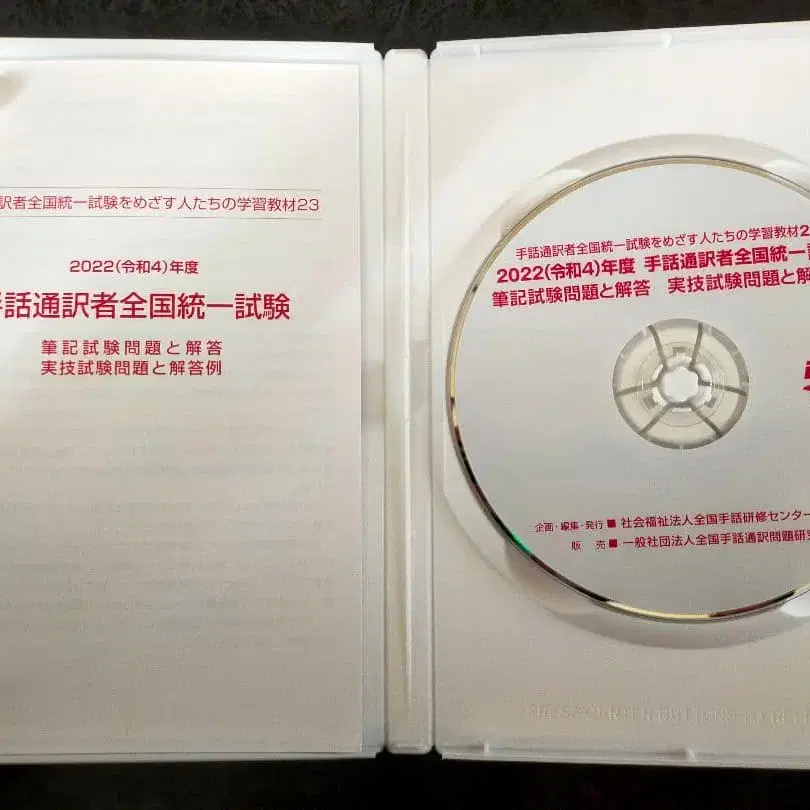 訳者全国統一試験をめざす人たちの学習教材23
2022(令和4)年度
手話通訳者全国統一試験
筆記試験問題と解答
実技試験問題と解答例
手話通訳者全国統一試験をめざす人たちの学習教材2
2022(令和4)年度 手話通訳者全国統一
筆記試験問題と解答 実技試験問題と解
企画・編集・発行■社会福祉法人全国手話研修センター
販 売■一般社団法人全国手話通訳問題研究